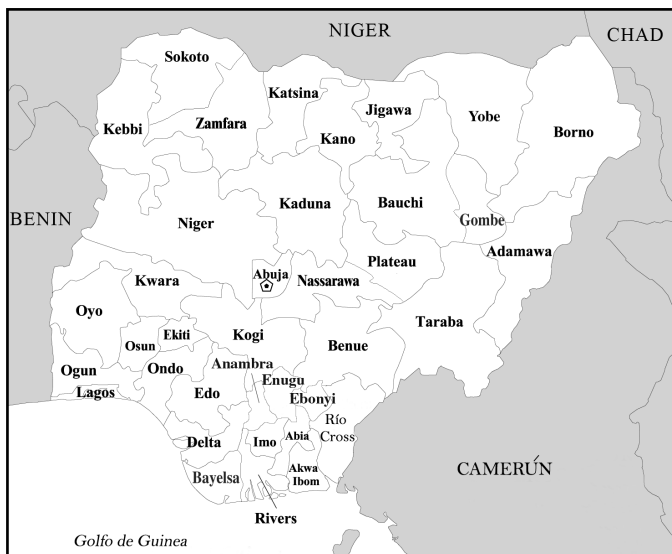 NIGER
CHAD
Sokoto
Katsina
Jigawa
Yobe
Kebbi
Zamfara
Kano
Borno
BENIN
Niger
Kaduna
Bauchi
Gombe
Adamawa
Plateau
Abuja
Nassarawa
Kwara
Oyo
Taraba
Osun
Ekiti
Kogi
Benue
Ogun
Ondo
Anambra
Enugu
Lagos
Edo
Ebonyi
Río
Cross
Delta
Imo
Abia
Bayelsa
Akwa
Ibom
CAMERÚN
Rivers
Golfo de Guinea